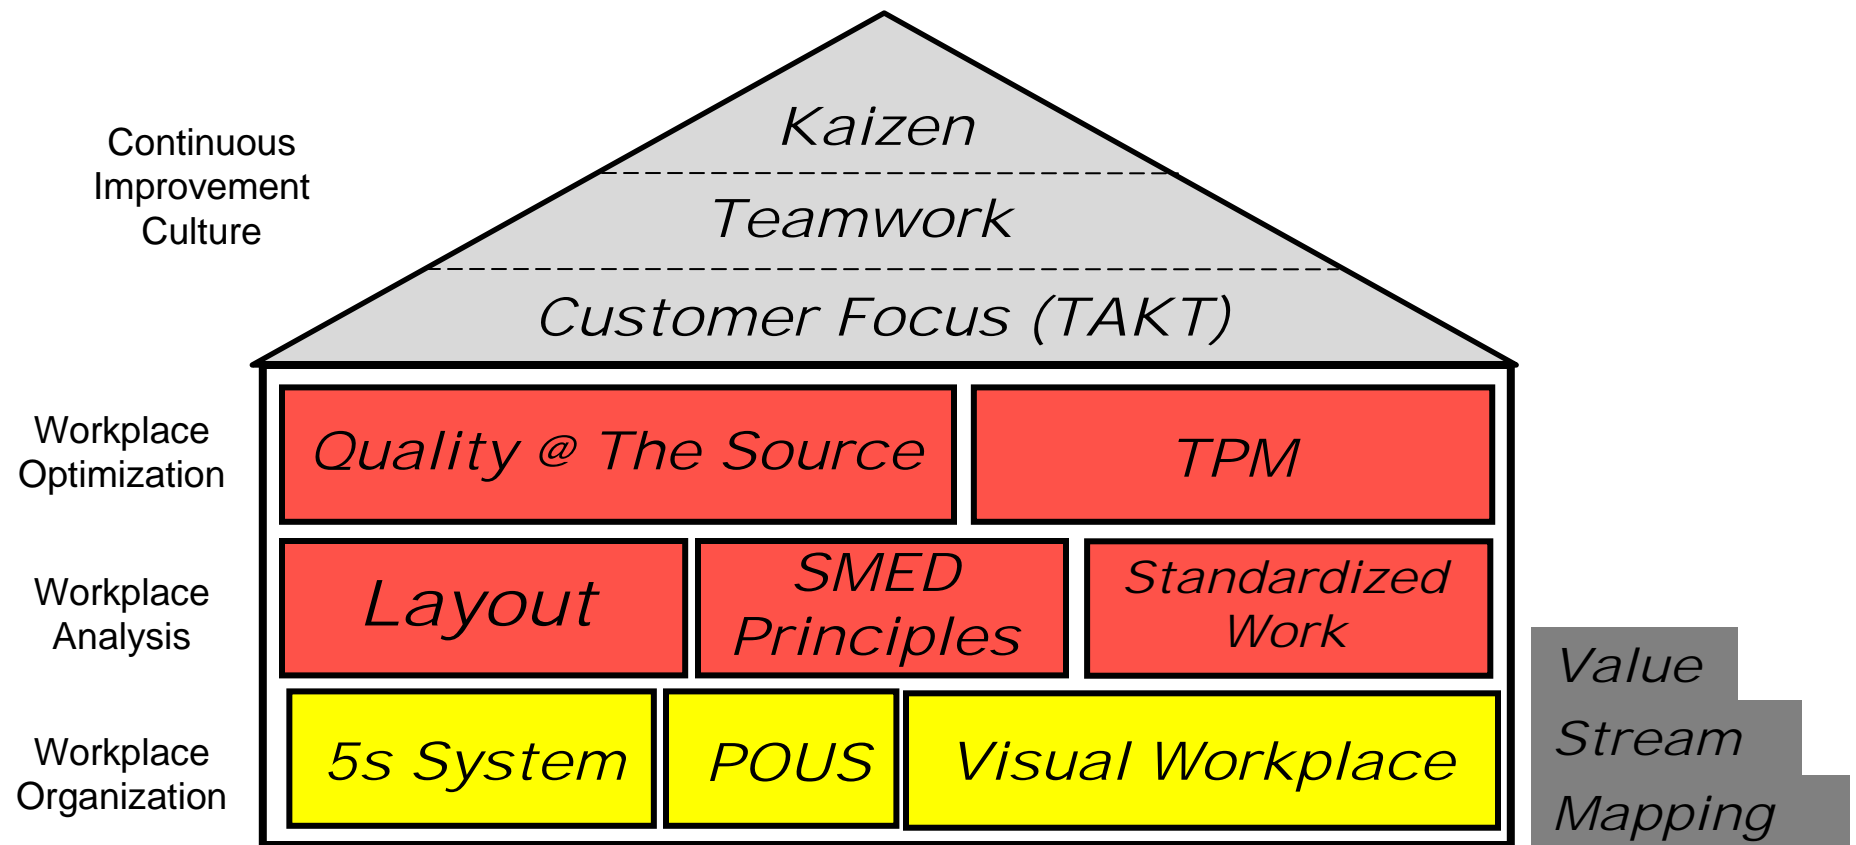 Continuous
Improvement
Culture
Kaizen
Teamwork
Customer Focus (TAKT)
Workplace
Optimization
Quality @ The Source
TPM
Workplace
Analysis
Layout
SMED
Principles
Standardized
Work
Workplace
Organization
5s System
POUS
Visual Workplace
Value
Stream
Mapping